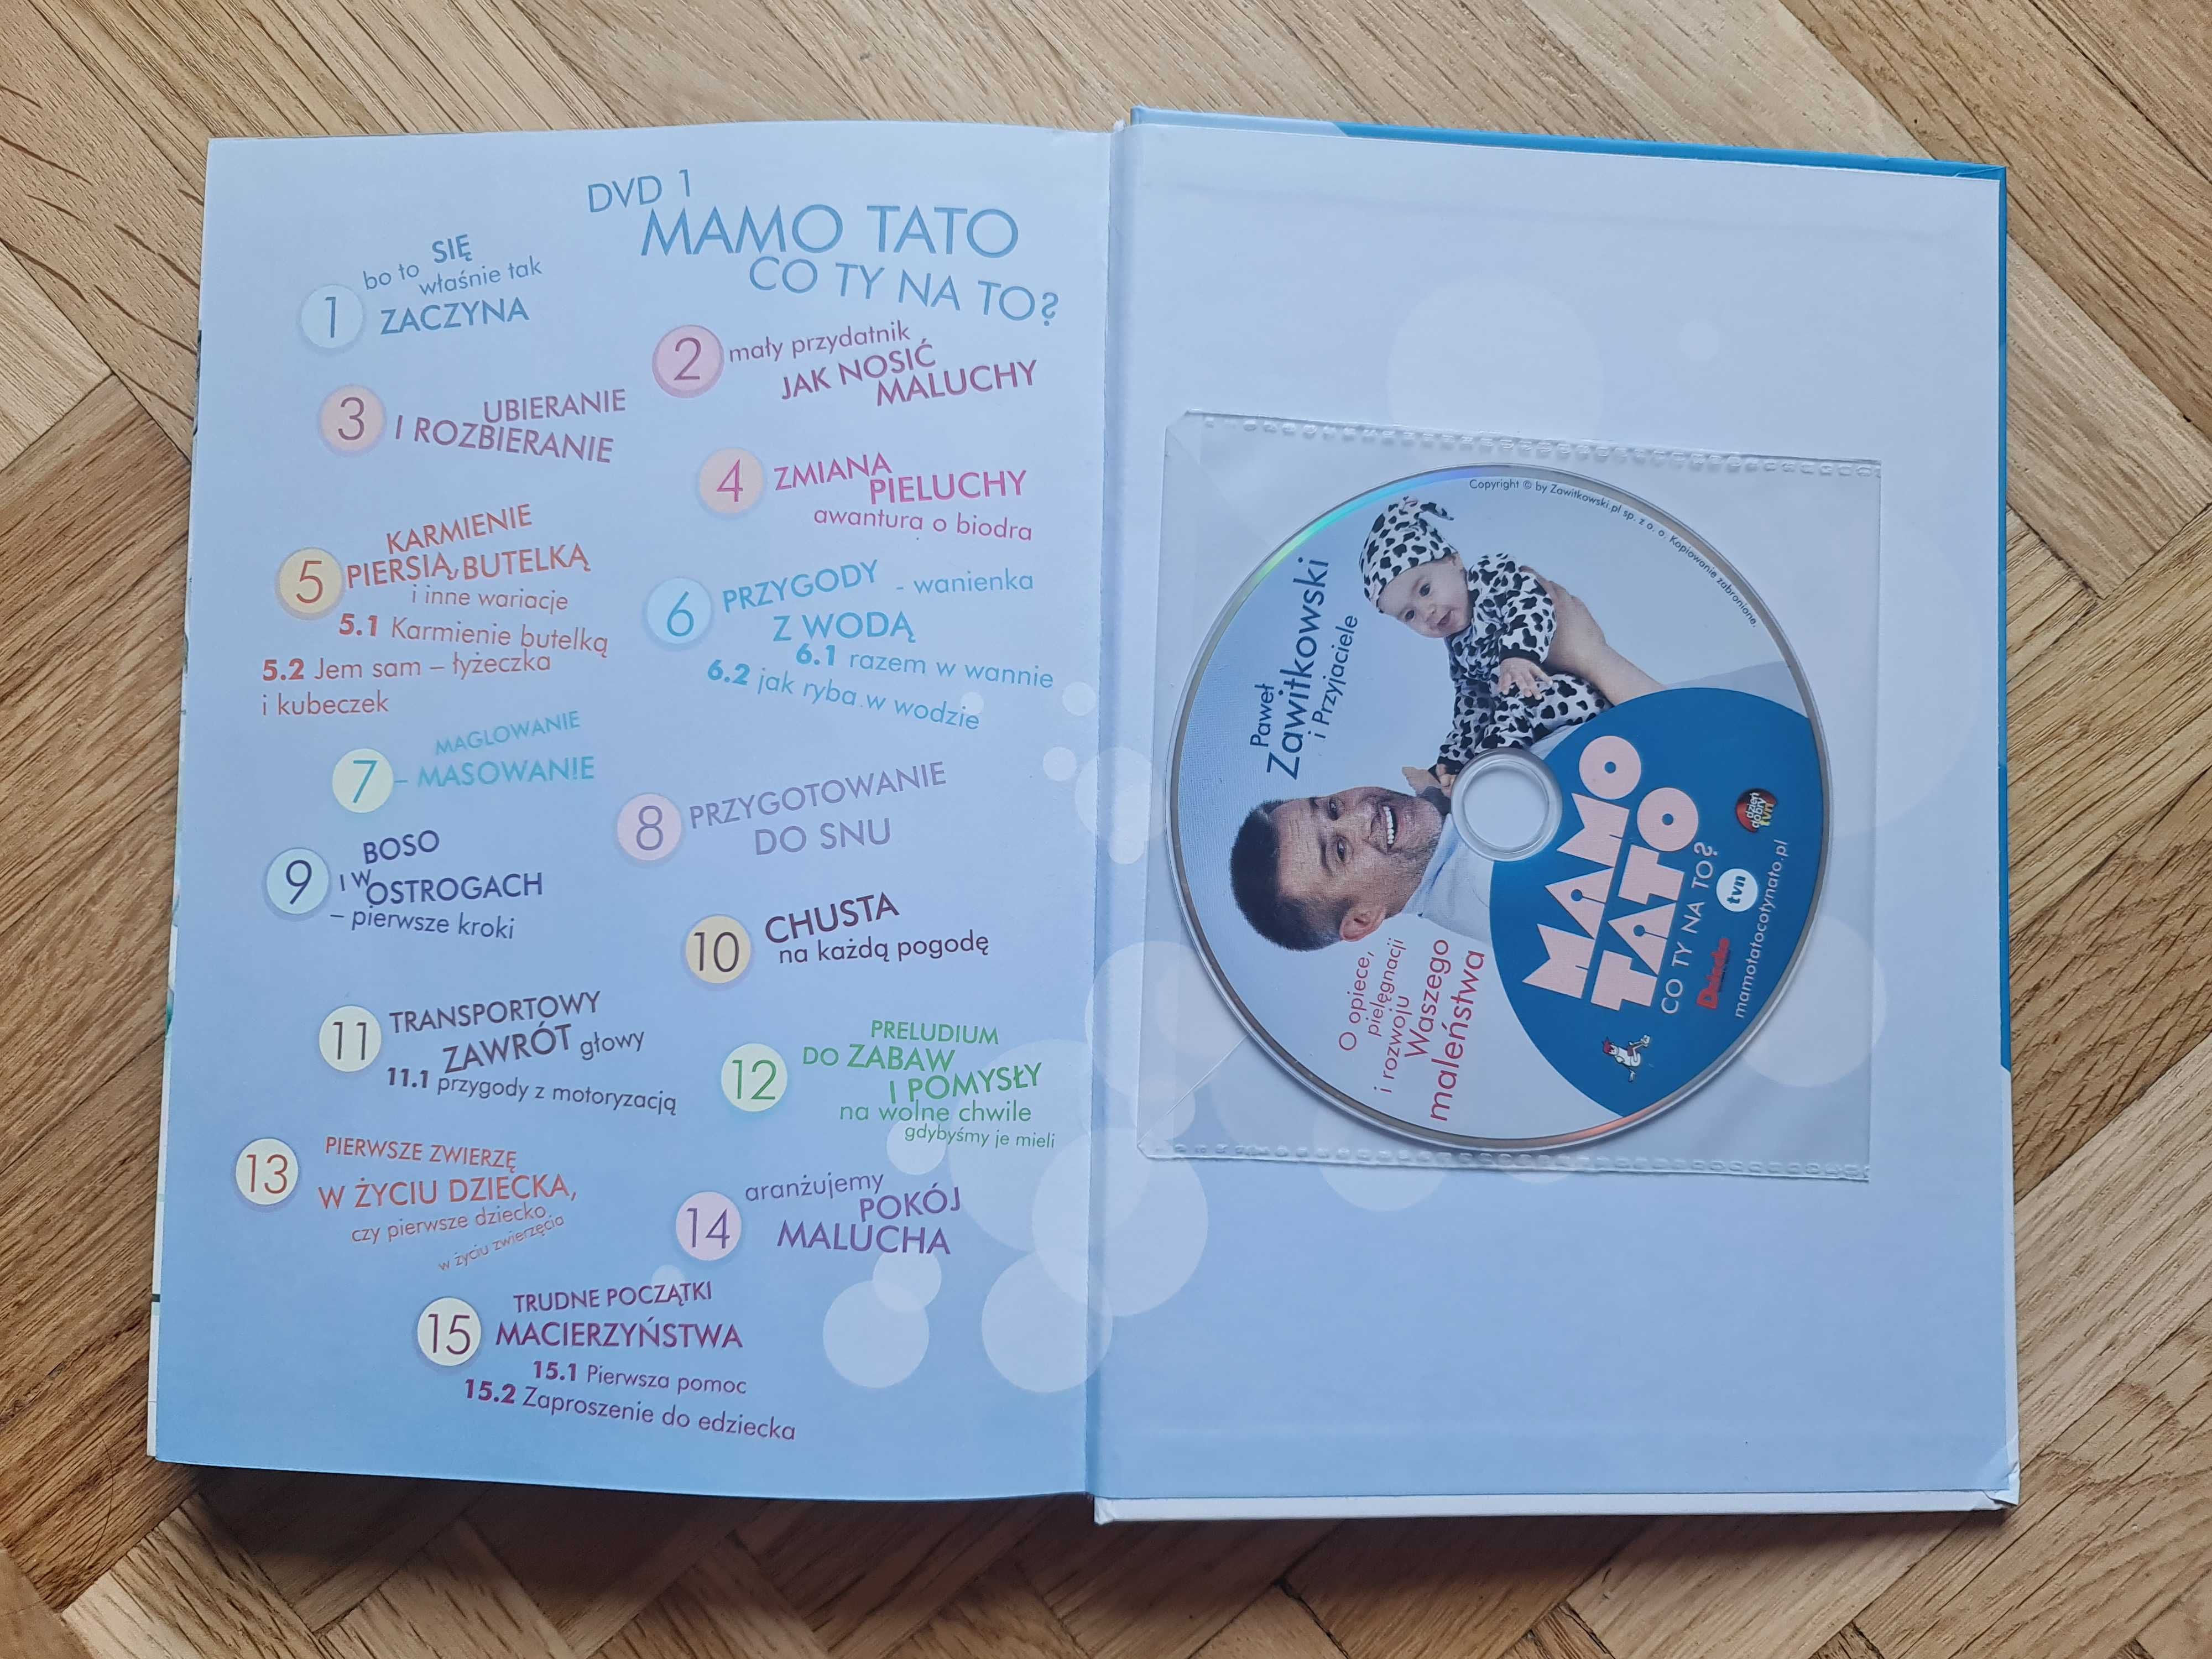 DVD 1
MAMO TATO
CO TY NA TO?
1
bo to SIĘ
właśnie tak
ZACZYNA
2
mały przydatnik
JAK NOSIĆ
MALUCHY
3
UBIERANIE
I ROZBIERANIE
4
ZMIANA
PIELUCHY
awantura o biodra
5
KARMIENIE
PIERSIĄ, BUTELKĄ
i inne wariacje
5.1 Karmienie butelką
5.2 Jem sam – łyżeczka
i kubeczek
6
PRZYGODY - wanienka
Z WODĄ
6.1 razem w wannie
6.2 jak ryba w wodzie
7
MAGLOWANIE
– MASOWANIE
8
PRZYGOTOWANIE
DO SNU
9
BOSO
I W OSTROGACH
– pierwsze kroki
10
CHUSTA
na każdą pogodę
11
TRANSPORTOWY
ZAWRÓT głowy
11.1 przygody z motoryzacją
12
PRELUDIUM
DO ZABAW
I POMYSŁY
na wolne chwile
gdybyśmy je mieli
13
PIERWSZE ZWIERZĘ
W ŻYCIU DZIECKA,
czy pierwsze dziecko
w życiu zwierzęcia
14
aranżujemy
POKÓJ
MALUCHA
15
TRUDNE POCZĄTKI
MACIERZYŃSTWA
15.1 Pierwsza pomoc
15.2 Zaproszenie do edziecka
Copyright © by Zawitkowski.pl sp. z o. o. Kopiowanie zabronione.
Paweł
Zawitkowski
i Przyjaciele
O opiece,
pielęgnacji
i rozwoju
Waszego
maleństwa
MAMO
TATO
CO TY NA TO?
Dziecko
tvn
dzień
dobry
tvn
mamotatocotynato.pl